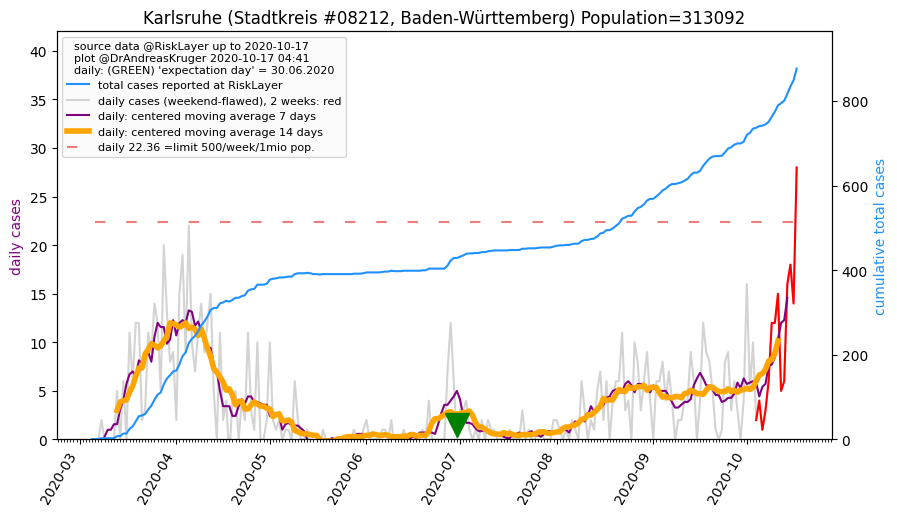 Karlsruhe (Stadtkreis #08212, Baden-Württemberg) Population=313092
source data @RiskLayer up to 2020-10-17
plot @DrAndreasKruger 2020-10-17 04:41
daily: (GREEN) 'expectation day' = 30.06.2020
total cases reported at RiskLayer
daily cases (weekend-flawed), 2 weeks: red
daily: centered moving average 7 days
daily: centered moving average 14 days
daily 22.36 =limit 500/week/1mio pop.
daily cases
40
35
30
25
20
15
10
5
0
cumulative total cases
800
600
400
200
0
2020-03
2020-04
2020-05
2020-06
2020-07
2020-08
2020-09
2020-10